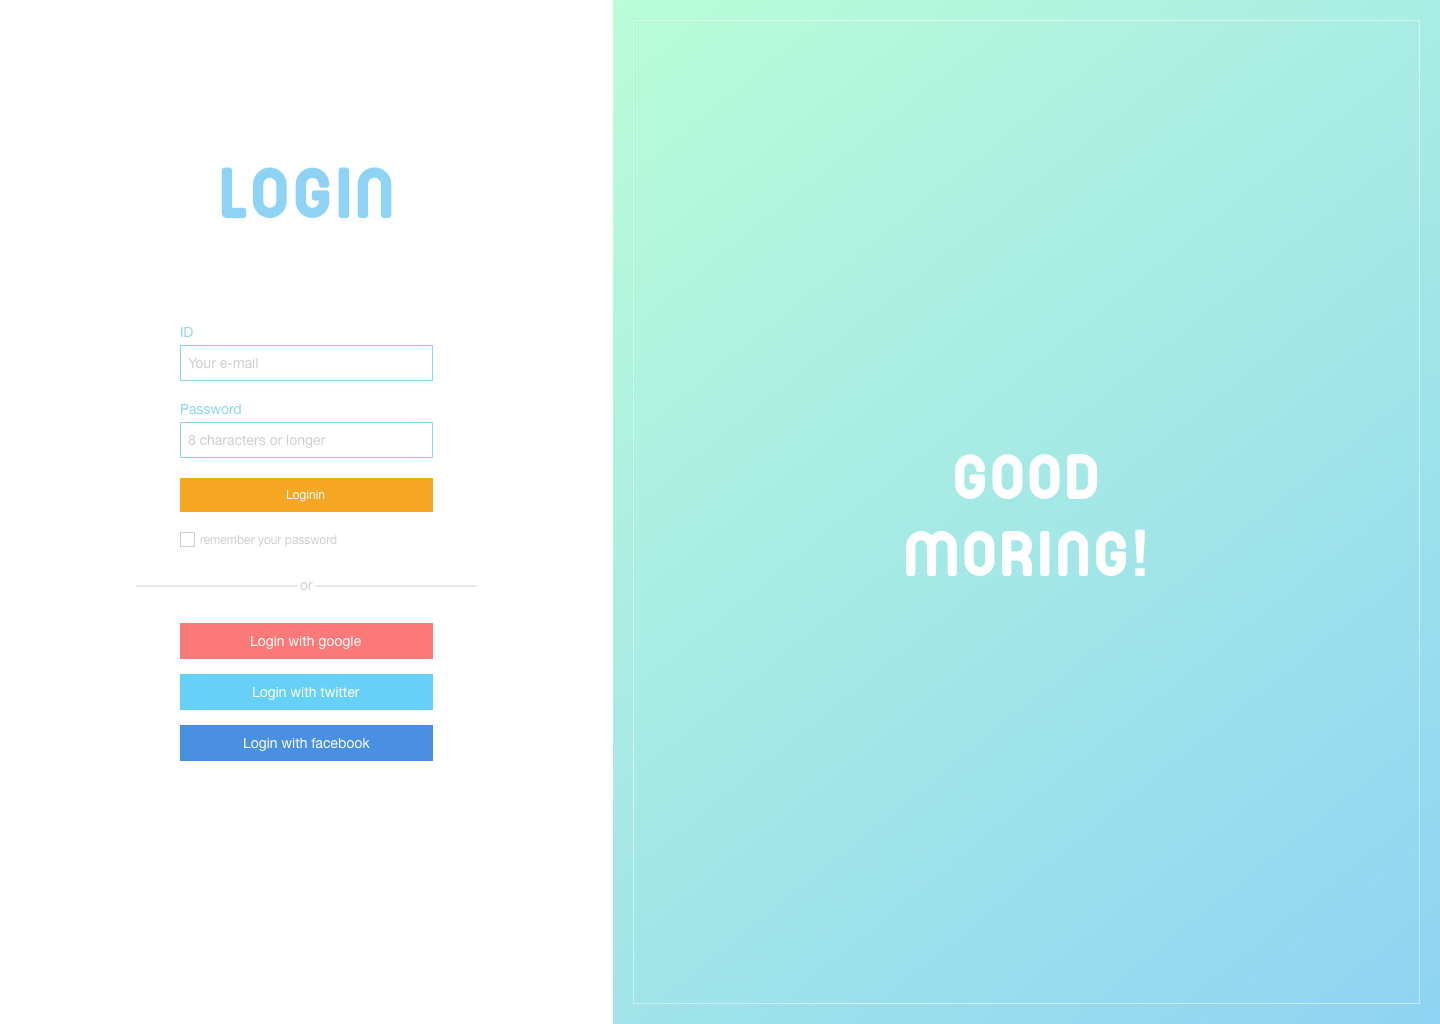 LOGIN
ID
Your e-mail
Password
8 characters or longer
Loginin
remember your password
or
Login with google
Login with twitter
Login with facebook
GOOD
MORING!